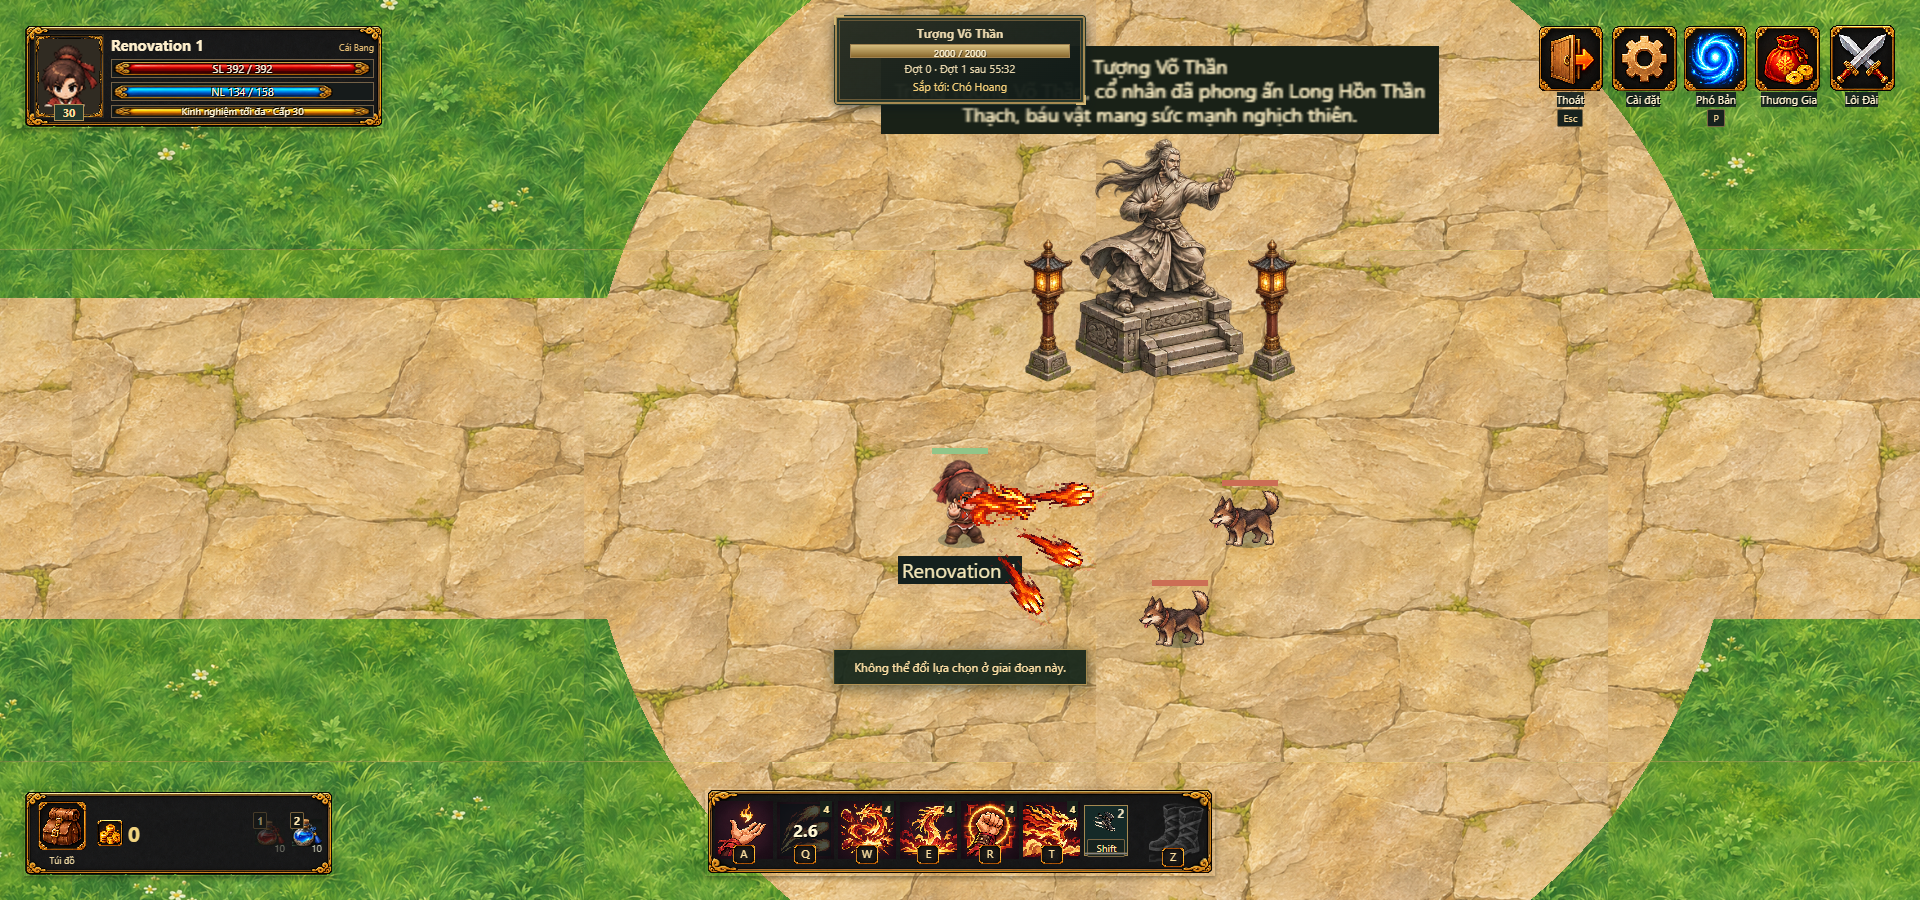 Renovation 1
Cái Bang
SL 392 / 392
NL 134 / 158
Kinh nghiệm tối đa · Cấp 30
30
Tượng Võ Thần
2000 / 2000
Đợt 0 · Đợt 1 sau 55:32
Sắp tới: Chó Hoang
Tượng Võ Thần
, cổ nhân đã phong ấn Long Hồn Thần
Thạch, báu vật mang sức mạnh nghịch thiên.
Thoát
Esc
Cài đặt
Phó Bản
P
Thương Gia
Lôi Đài
Renovation
Không thể đổi lựa chọn ở giai đoạn này.
Túi đồ
0
1
10
2
10
A
4
2.6
Q
4
W
4
E
4
R
4
T
2
Shift
Z